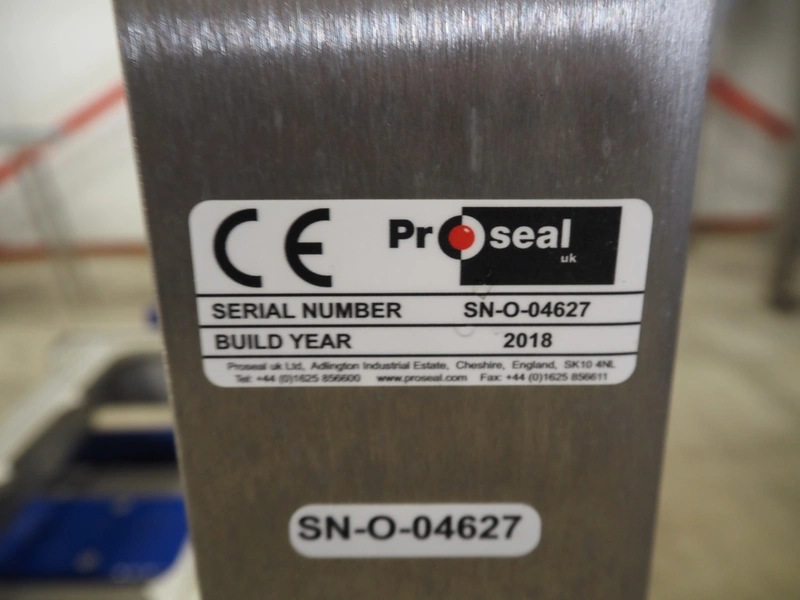 CE Proseal
uk
SERIAL NUMBER SN-O-04627
BUILD YEAR 2018
Proseal uk Ltd, Adlington Industrial Estate, Cheshire, England, SK10 4NL
Tel: +44 (0)1625 856600 www.proseal.com Fax: +44 (0)1625 856611
SN-O-04627